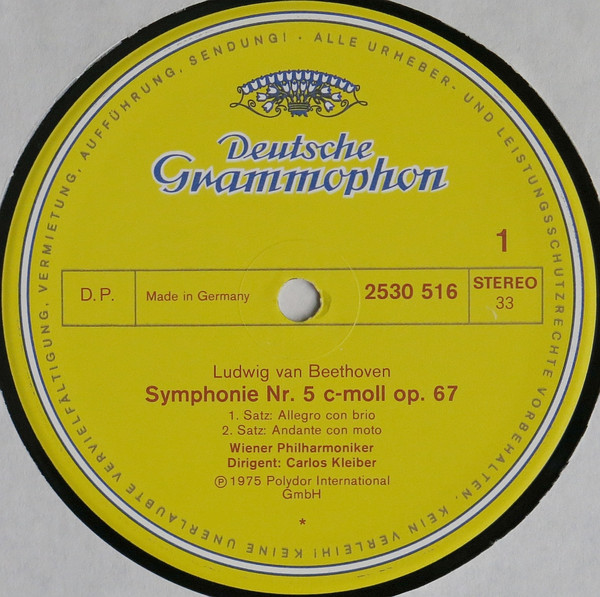 ALLE URHEBER- UND LEISTUNGSSCHUTZRECHTE VORBEHALTEN. KEIN VERLEIH! KEINE UNERLAUBTE VERVIELFÄLTIGUNG, VERMIETUNG, AUFFÜHRUNG, SENDUNG! ·
Deutsche
Grammophon
1
D.P.
Made in Germany
2530 516
STEREO
33
Ludwig van Beethoven
Symphonie Nr. 5 c-moll op. 67
1. Satz: Allegro con brio
2. Satz: Andante con moto
Wiener Philharmoniker
Dirigent: Carlos Kleiber
Ⓟ 1975 Polydor International
GmbH
*